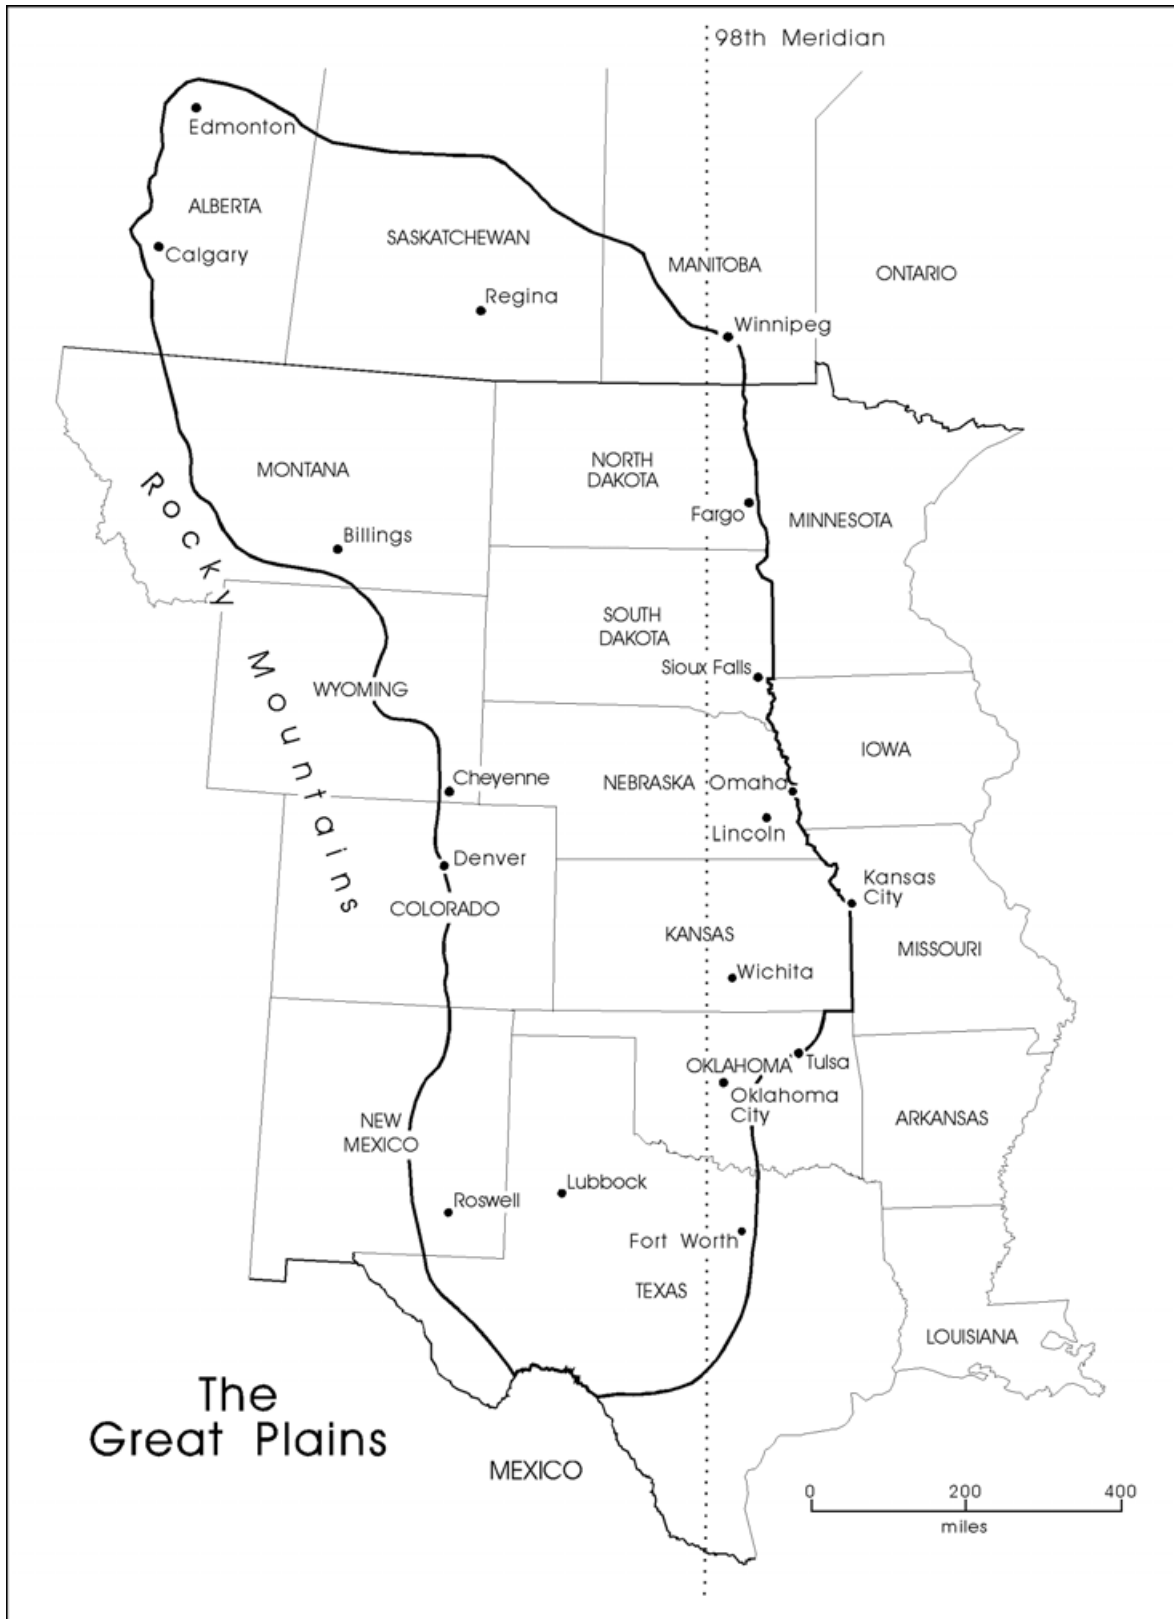 98th Meridian
Edmonton
ALBERTA
Calgary
SASKATCHEWAN
Regina
MANITOBA
ONTARIO
Winnipeg
MONTANA
Billings
NORTH
DAKOTA
Fargo
MINNESOTA
Rocky Mountains
SOUTH
DAKOTA
Sioux Falls
WYOMING
IOWA
Cheyenne
NEBRASKA
Omaha
Lincoln
Denver
COLORADO
Kansas
City
KANSAS
MISSOURI
Wichita
OKLAHOMA
Tulsa
Oklahoma
City
ARKANSAS
NEW
MEXICO
Lubbock
Roswell
Fort Worth
TEXAS
LOUISIANA
The
Great Plains
MEXICO
0 200 400
miles